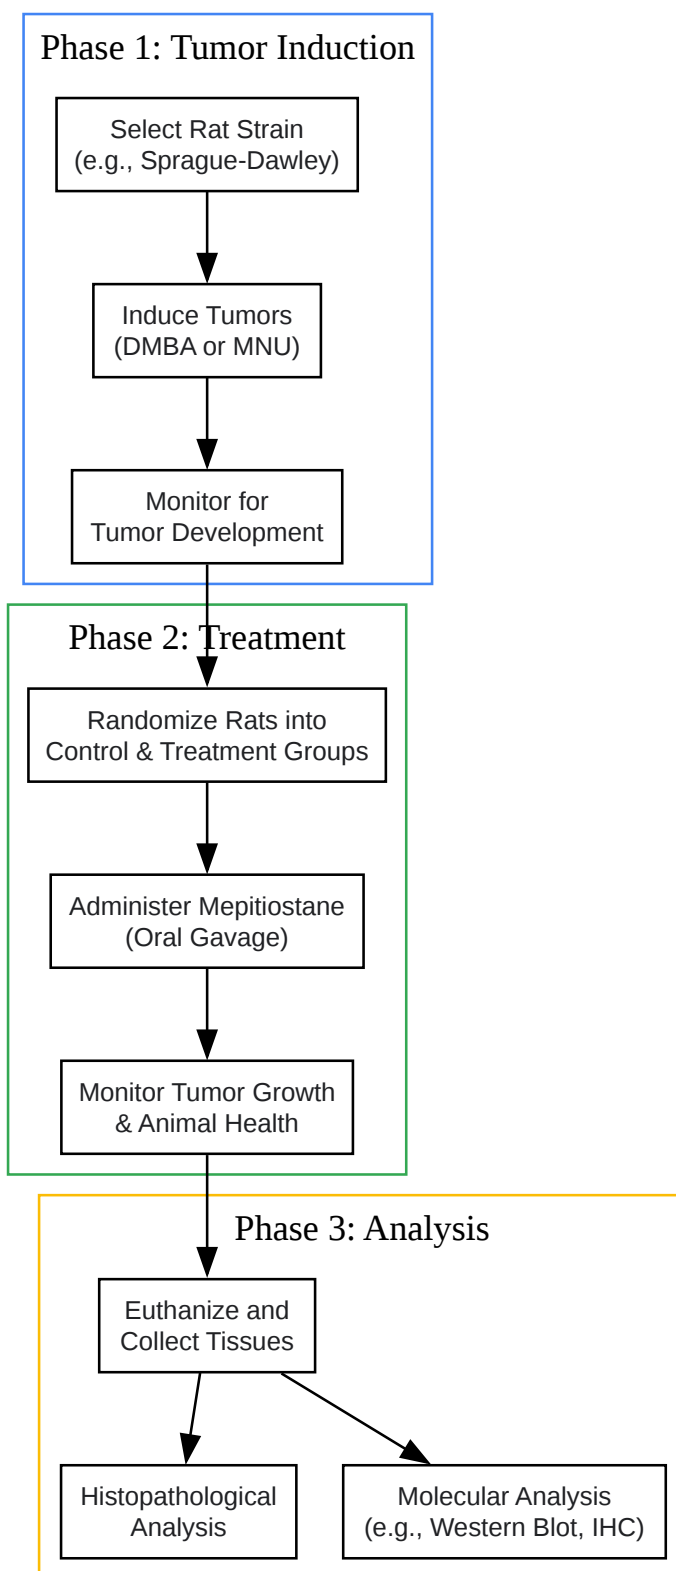 Phase 1: Tumor Induction
Select Rat Strain
(e.g., Sprague-Dawley)
Induce Tumors
(DMBA or MNU)
Monitor for
Tumor Development
Phase 2: Treatment
Randomize Rats into
Control & Treatment Groups
Administer Mepitiostane
(Oral Gavage)
Monitor Tumor Growth
& Animal Health
Phase 3: Analysis
Euthanize and
Collect Tissues
Histopathological
Analysis
Molecular Analysis
(e.g., Western Blot, IHC)